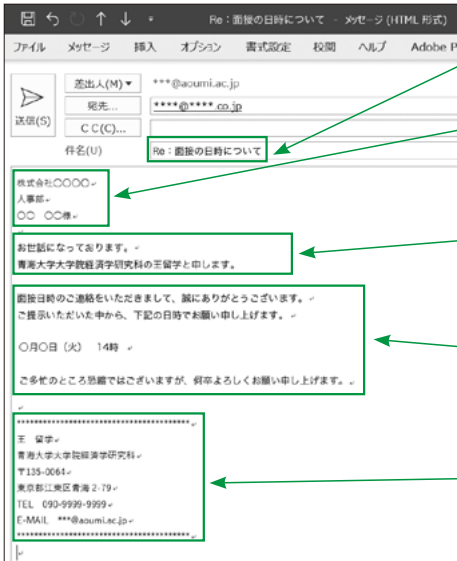 Re：面接の日時について - メッセージ (HTML 形式)
ファイル メッセージ 挿入 オプション 書式設定 校閲 ヘルプ Adobe P
送信(S)
差出人(M) ***@aoumi.ac.jp
宛先... ****@****.co.jp
CC(C)...
件名(U) Re：面接の日時について
株式会社〇〇〇〇
人事部
〇〇 〇〇様
お世話になっております。
青海大学大学院経済学研究科の王留学と申します。
面接日時のご連絡をいただきまして、誠にありがとうございます。
ご提示いただいた中から、下記の日時でお願い申し上げます。
〇月〇日（火） 14時
ご多忙のところ恐縮ではございますが、何卒よろしくお願い申し上げます。
******************************************
王 留学
青海大学大学院経済学研究科
〒135-0064
東京都江東区青海 2-79
TEL 090-9999-9999
E-MAIL ***@aoumi.ac.jp
******************************************